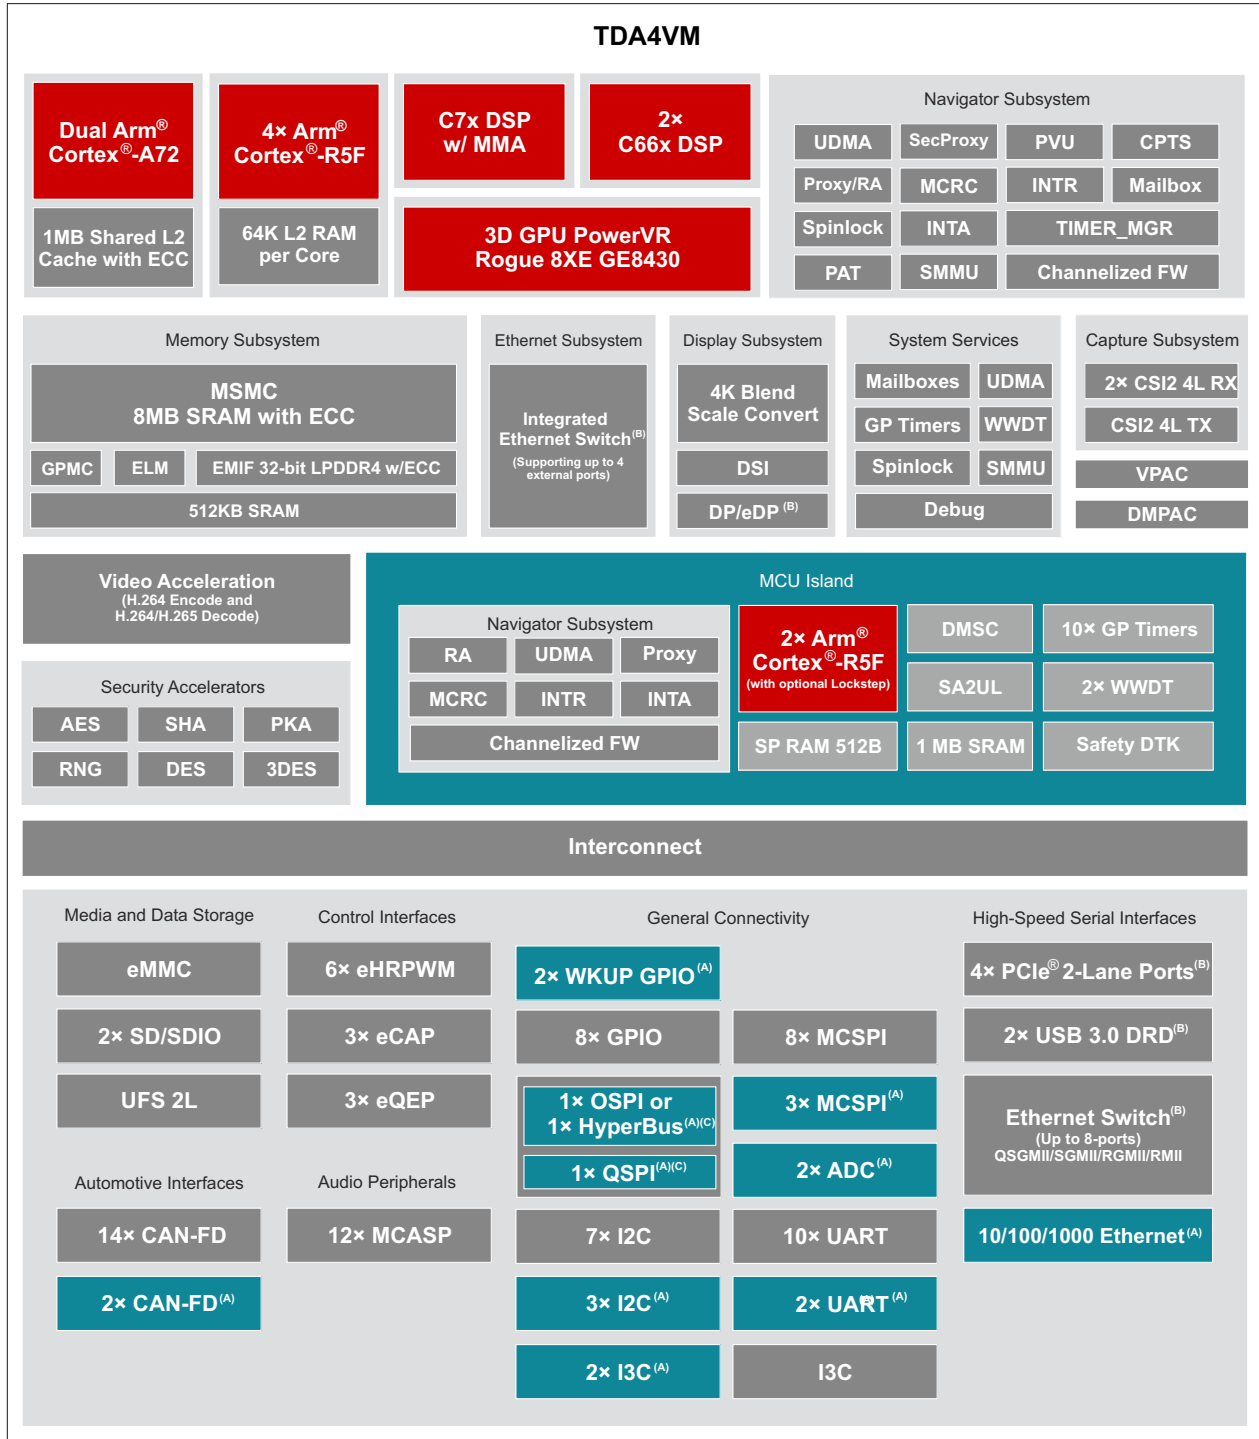 TDA4VM
Dual Arm®
Cortex®-A72
1MB Shared L2
Cache with ECC
4× Arm®
Cortex®-R5F
64K L2 RAM
per Core
C7x DSP
w/ MMA
2×
C66x DSP
3D GPU PowerVR
Rogue 8XE GE8430
Navigator Subsystem
UDMA
SecProxy
PVU
CPTS
Proxy/RA
MCRC
INTR
Mailbox
Spinlock
INTA
TIMER_MGR
PAT
SMMU
Channelized FW
Memory Subsystem
MSMC
8MB SRAM with ECC
GPMC
ELM
EMIF 32-bit LPDDR4 w/ECC
512KB SRAM
Ethernet Subsystem
Integrated
Ethernet Switch(B)
(Supporting up to 4
external ports)
Display Subsystem
4K Blend
Scale Convert
DSI
DP/eDP (B)
System Services
Mailboxes
UDMA
GP Timers
WWDT
Spinlock
SMMU
Debug
Capture Subsystem
2× CSI2 4L RX
CSI2 4L TX
VPAC
DMPAC
Video Acceleration
(H.264 Encode and
H.264/H.265 Decode)
Security Accelerators
AES
SHA
PKA
RNG
DES
3DES
MCU Island
Navigator Subsystem
RA
UDMA
Proxy
MCRC
INTR
INTA
Channelized FW
2× Arm®
Cortex®-R5F
(with optional Lockstep)
DMSC
10× GP Timers
SA2UL
2× WWDT
SP RAM 512B
1 MB SRAM
Safety DTK
Interconnect
Media and Data Storage
eMMC
2× SD/SDIO
UFS 2L
Control Interfaces
6× eHRPWM
3× eCAP
3× eQEP
Automotive Interfaces
14× CAN-FD
2× CAN-FD(A)
Audio Peripherals
12× MCASP
General Connectivity
2× WKUP GPIO(A)
8× GPIO
8× MCSPI
1× OSPI or
1× HyperBus(A)(C)
1× QSPI(A)(C)
3× MCSPI(A)
2× ADC(A)
7× I2C
10× UART
3× I2C(A)
2× UART(A)
2× I3C(A)
I3C
High-Speed Serial Interfaces
4× PCIe® 2-Lane Ports(B)
2× USB 3.0 DRD(B)
Ethernet Switch(B)
(Up to 8-ports)
QSGMII/SGMII/RGMII/RMII
10/100/1000 Ethernet(A)